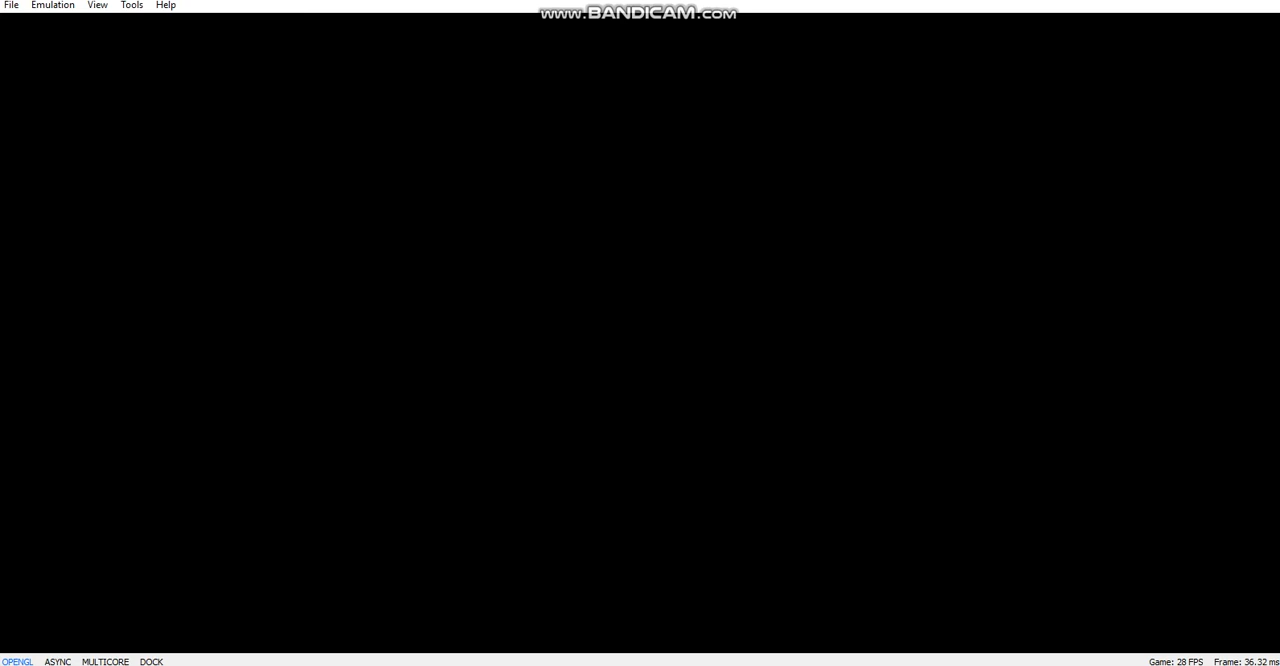 File Emulation View Tools Help
www.BANDICAM.com
OPENGL ASYNC MULTICORE DOCK Game: 28 FPS Frame: 36.32 ms